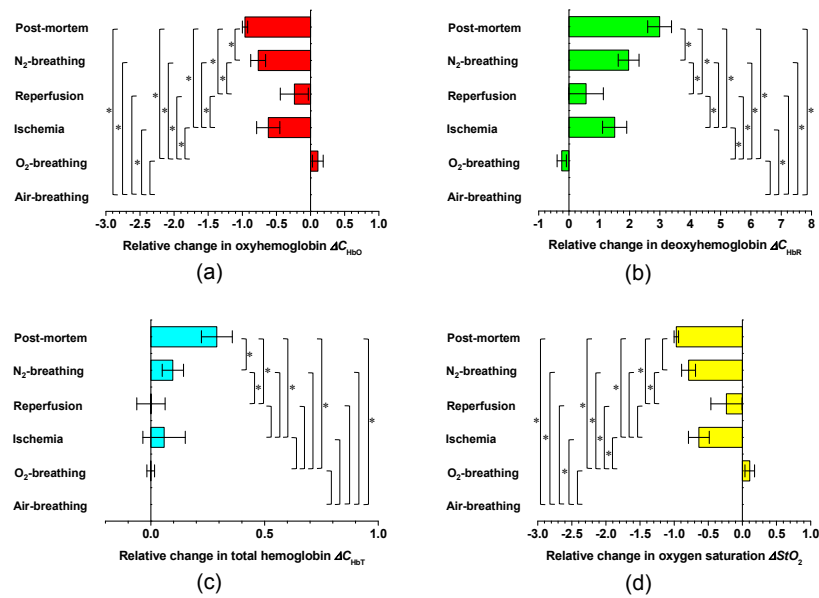 Post-mortem
N₂-breathing
Reperfusion
Ischemia
O₂-breathing
Air-breathing
-3.0 -2.5 -2.0 -1.5 -1.0 -0.5 0.0 0.5 1.0
Relative change in oxyhemoglobin ΔC_HbO
(a)
Post-mortem
N₂-breathing
Reperfusion
Ischemia
O₂-breathing
Air-breathing
-1 0 1 2 3 4 5 6 7 8
Relative change in deoxyhemoglobin ΔC_HbR
(b)
Post-mortem
N₂-breathing
Reperfusion
Ischemia
O₂-breathing
Air-breathing
0.0 0.5 1.0
Relative change in total hemoglobin ΔC_HbT
(c)
Post-mortem
N₂-breathing
Reperfusion
Ischemia
O₂-breathing
Air-breathing
-3.0 -2.5 -2.0 -1.5 -1.0 -0.5 0.0 0.5 1.0
Relative change in oxygen saturation ΔStO₂
(d)